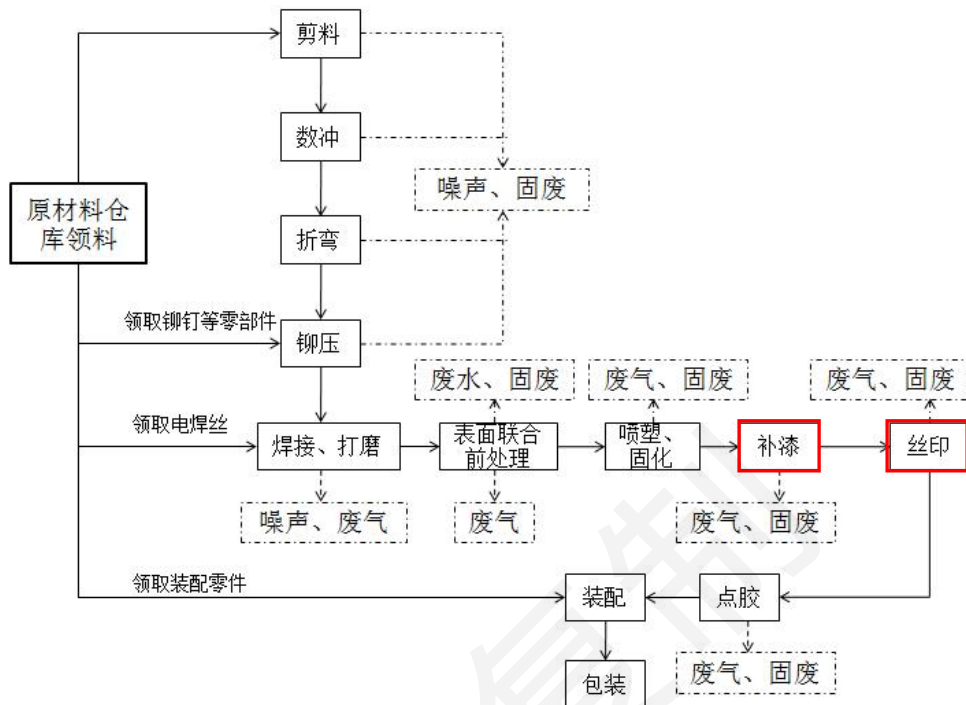 剪料
数冲
噪声、固废
原材料仓
库领料
折弯
领取铆钉等零部件
铆压
废水、固废
废气、固废
废气、固废
领取电焊丝
焊接、打磨
表面联合
前处理
喷塑、
固化
补漆
丝印
噪声、废气
废气
废气、固废
领取装配零件
装配
点胶
包装
废气、固废
复制